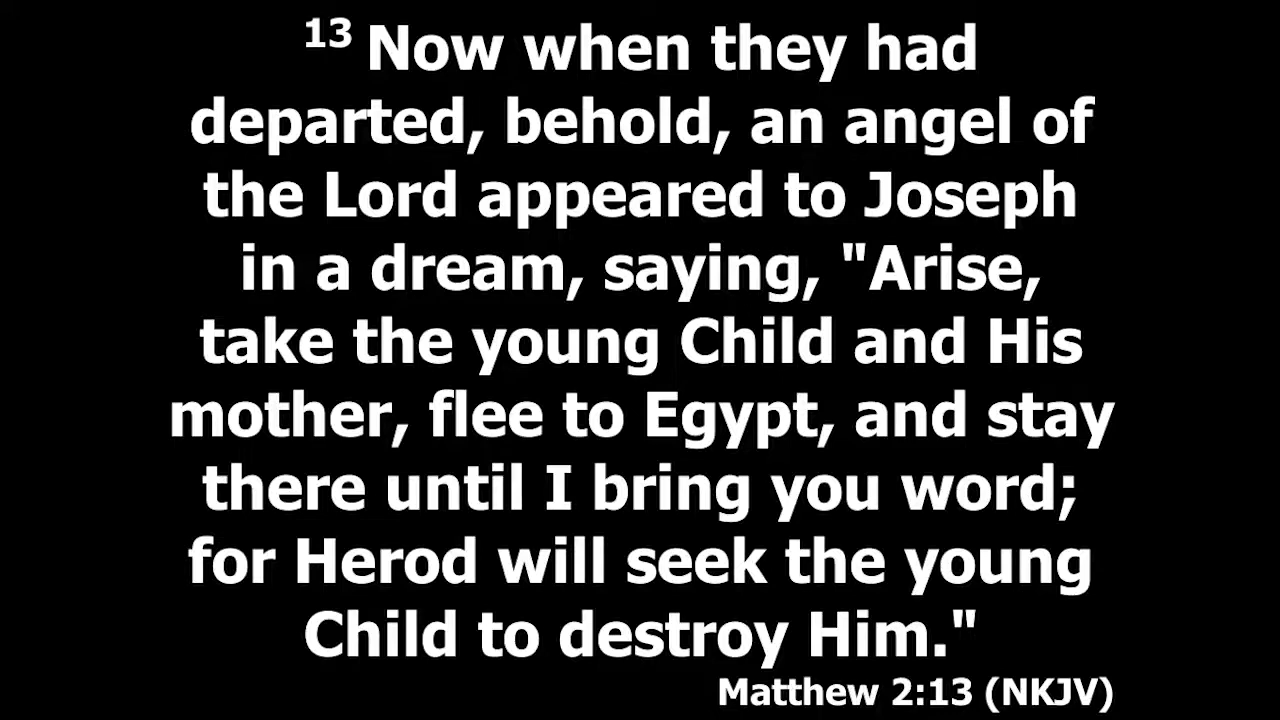 13 Now when they had
departed, behold, an angel of
the Lord appeared to Joseph
in a dream, saying, "Arise,
take the young Child and His
mother, flee to Egypt, and stay
there until I bring you word;
for Herod will seek the young
Child to destroy Him."
Matthew 2:13 (NKJV)